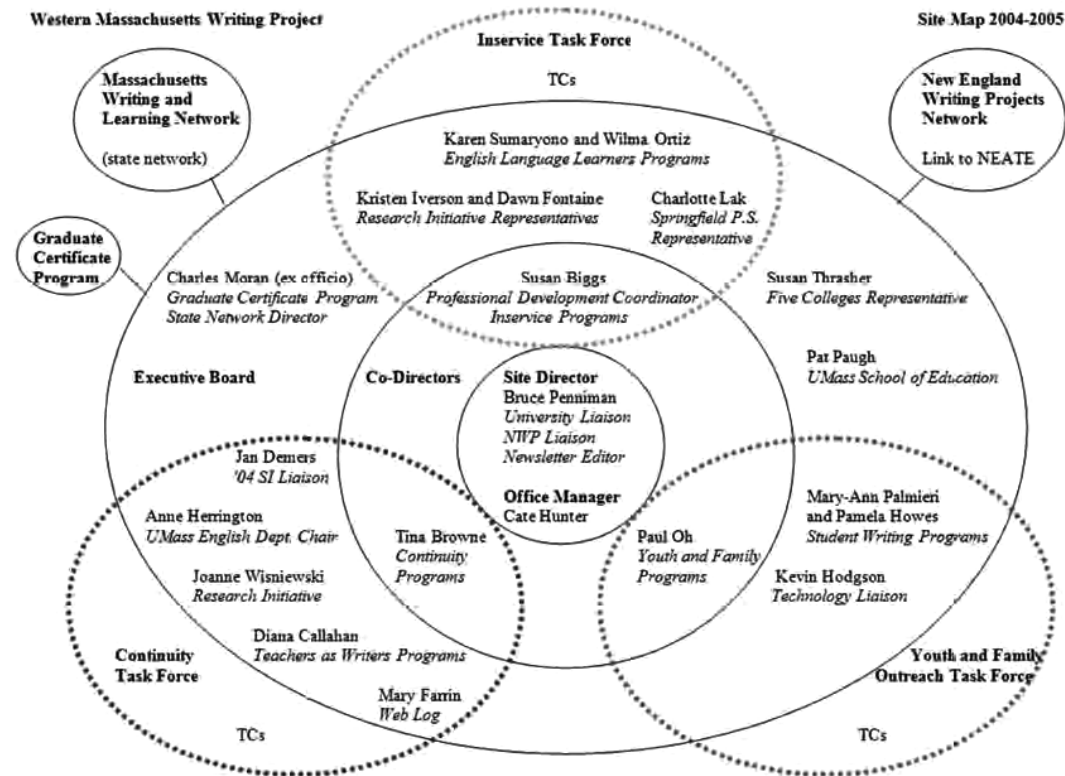 Western Massachusetts Writing Project
Site Map 2004-2005
Inservice Task Force
TCs
Massachusetts
Writing and
Learning Network
(state network)
New England
Writing Projects
Network
Link to NEATE
Karen Sumaryono and Wilma Ortiz
English Language Learners Programs
Kristen Iverson and Dawn Fontaine
Research Initiative Representatives
Charlotte Lak
Springfield P.S.
Representative
Graduate
Certificate
Program
Charles Moran (ex officio)
Graduate Certificate Program
State Network Director
Susan Biggs
Professional Development Coordinator
Inservice Programs
Susan Thrasher
Five Colleges Representative
Pat Paugh
UMass School of Education
Executive Board
Co-Directors
Site Director
Bruce Penniman
University Liaison
NWP Liaison
Newsletter Editor
Office Manager
Cate Hunter
Jan Demers
'04 SI Liaison
Anne Herrington
UMass English Dept. Chair
Joanne Wisniewski
Research Initiative
Diana Callahan
Teachers as Writers Programs
Mary Farrin
Web Log
Tina Browne
Continuity
Programs
Paul Oh
Youth and Family
Programs
Mary-Ann Palmieri
and Pamela Howes
Student Writing Programs
Kevin Hodgson
Technology Liaison
Continuity
Task Force
TCs
Youth and Family
Outreach Task Force
TCs